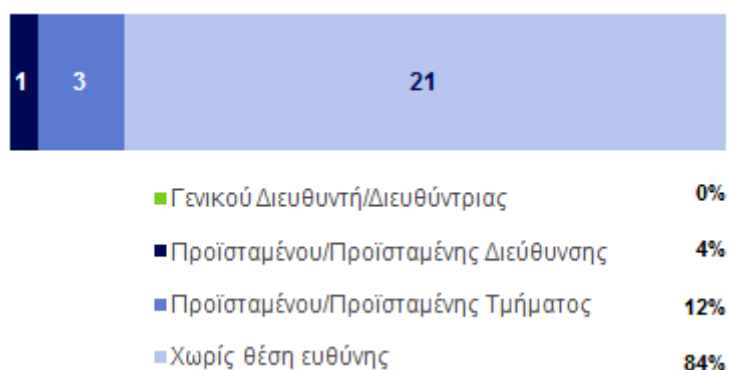 1 3 21
Γενικού Διευθυντή/Διευθύντριας 0%
Προϊσταμένου/Προϊσταμένης Διεύθυνσης 4%
Προϊσταμένου/Προϊσταμένης Τμήματος 12%
Χωρίς θέση ευθύνης 84%